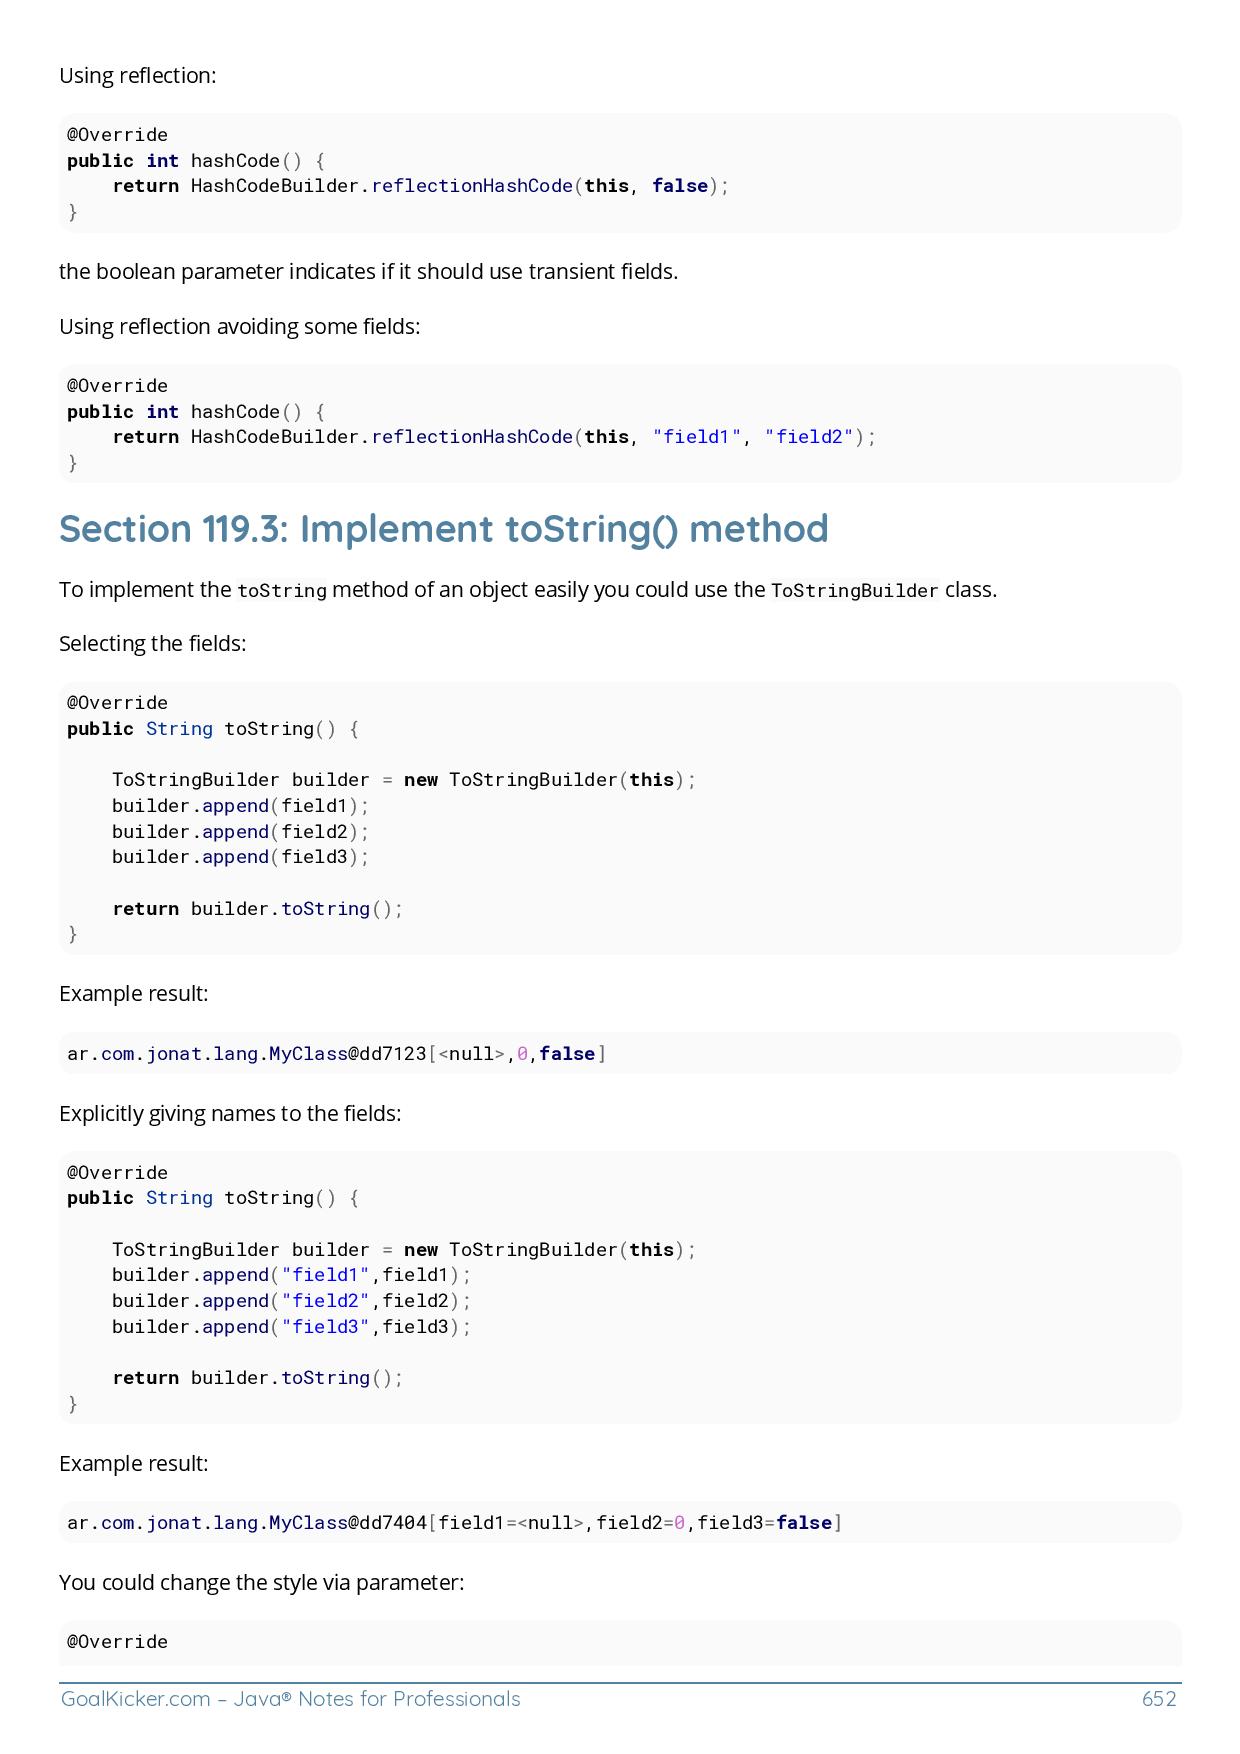 Using reflection:
@Override
public int hashCode() {
    return HashCodeBuilder.reflectionHashCode(this, false);
}
the boolean parameter indicates if it should use transient fields.
Using reflection avoiding some fields:
@Override
public int hashCode() {
    return HashCodeBuilder.reflectionHashCode(this, "field1", "field2");
}
Section 119.3: Implement toString() method
To implement the toString method of an object easily you could use the ToStringBuilder class.
Selecting the fields:
@Override
public String toString() {
    ToStringBuilder builder = new ToStringBuilder(this);
    builder.append(field1);
    builder.append(field2);
    builder.append(field3);
    return builder.toString();
}
Example result:
ar.com.jonat.lang.MyClass@dd7123[<null>,0,false]
Explicitly giving names to the fields:
@Override
public String toString() {
    ToStringBuilder builder = new ToStringBuilder(this);
    builder.append("field1",field1);
    builder.append("field2",field2);
    builder.append("field3",field3);
    return builder.toString();
}
Example result:
ar.com.jonat.lang.MyClass@dd7404[field1=<null>,field2=0,field3=false]
You could change the style via parameter:
@Override
GoalKicker.com – Java® Notes for Professionals 652